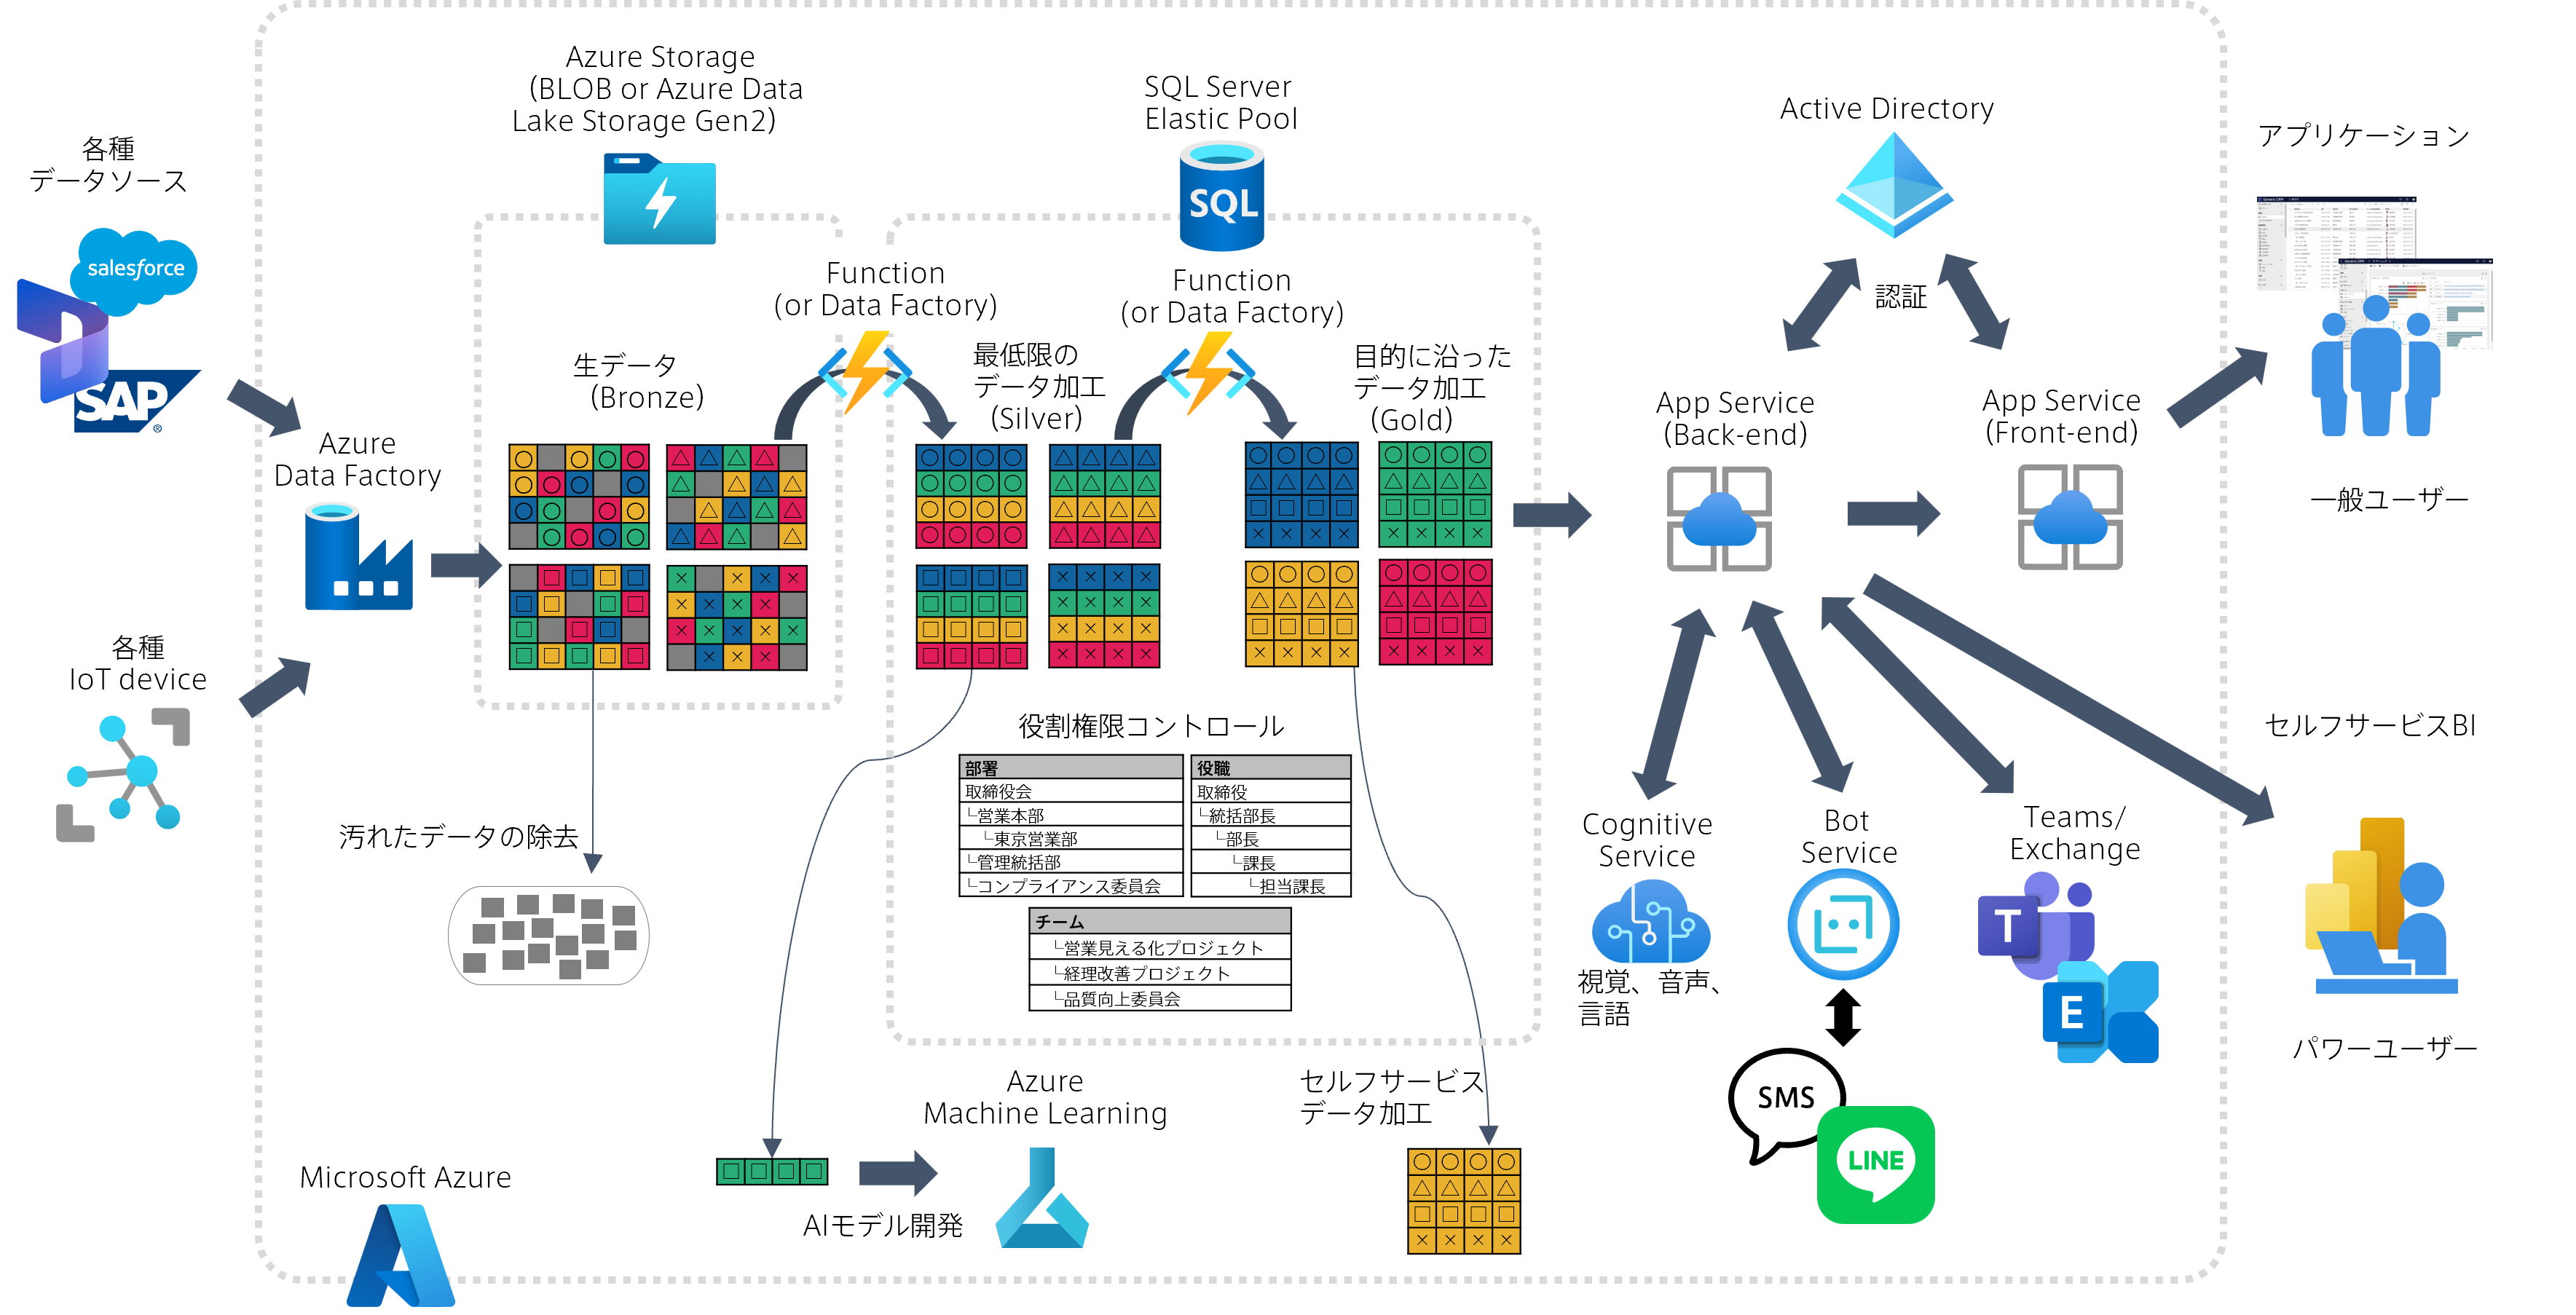 各種
データソース
salesforce
SAP
®
各種
IoT device
Azure
Data Factory
Azure Storage
(BLOB or Azure Data
Lake Storage Gen2)
生データ
(Bronze)
汚れたデータの除去
Function
(or Data Factory)
SQL Server
Elastic Pool
SQL
最低限の
データ加工
(Silver)
Function
(or Data Factory)
目的に沿った
データ加工
(Gold)
役割権限コントロール
部署
取締役会
└営業本部
└東京営業部
└管理統括部
└コンプライアンス委員会
役職
取締役
└統括部長
└部長
└課長
└担当課長
チーム
└営業見える化プロジェクト
└経理改善プロジェクト
└品質向上委員会
Azure
Machine Learning
AIモデル開発
セルフサービス
データ加工
Microsoft Azure
Active Directory
認証
App Service
(Back-end)
App Service
(Front-end)
Cognitive
Service
視覚、音声、
言語
Bot
Service
SMS
LINE
Teams/
Exchange
T
E
アプリケーション
一般ユーザー
セルフサービスBI
パワーユーザー